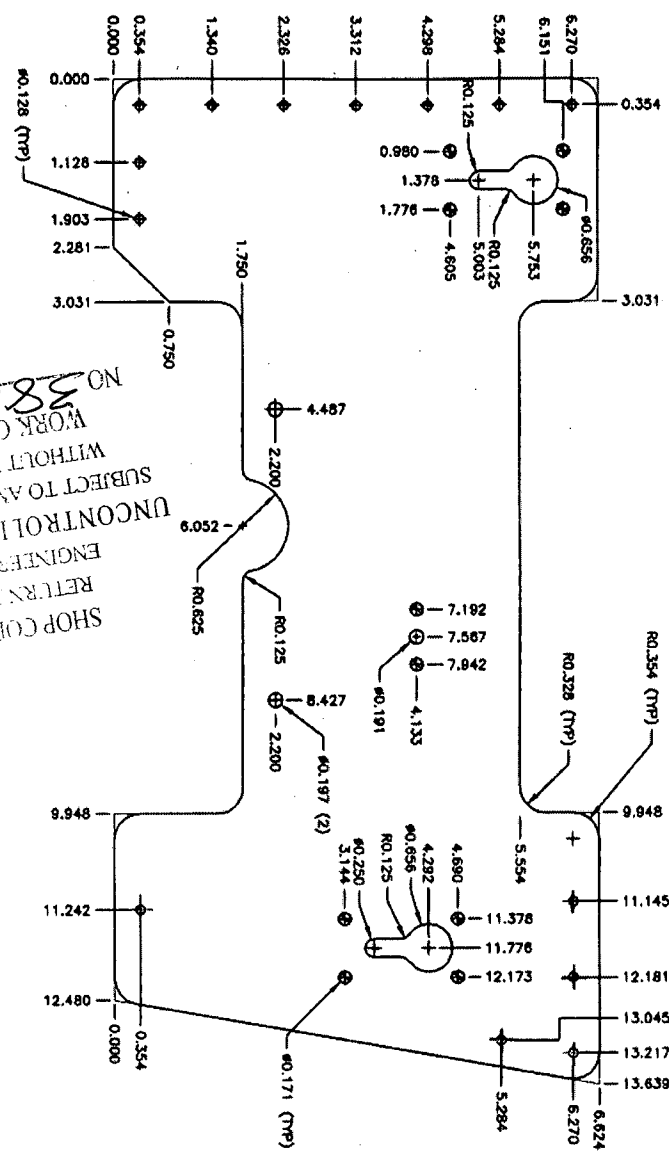 0.000
0.354
1.340
2.326
3.312
4.298
5.284
6.151
6.270
0.000
0.354
ø0.128 (TYP)
R0.125
0.980
1.128
1.378
1.776
1.903
2.281
4.605
5.003
R0.125
5.753
ø0.656
1.750
3.031
3.031
0.750
4.487
2.200
6.052
R0.625
R0.125
7.192
7.567
7.942
ø0.191
4.133
R0.328 (TYP)
R0.354 (TYP)
8.427
2.200
ø0.197 (2)
9.948
9.948
5.554
ø0.250
3.144
R0.125
ø0.656
4.292
4.690
11.145
11.242
11.378
11.776
12.173
12.181
12.480
0.000
0.354
ø0.171 (TYP)
13.045
13.217
13.639
5.284
6.270
6.624
SHOP
RETURN
ENGINEER
SUBJECT TO
WITHOUT
WORK
NO 38